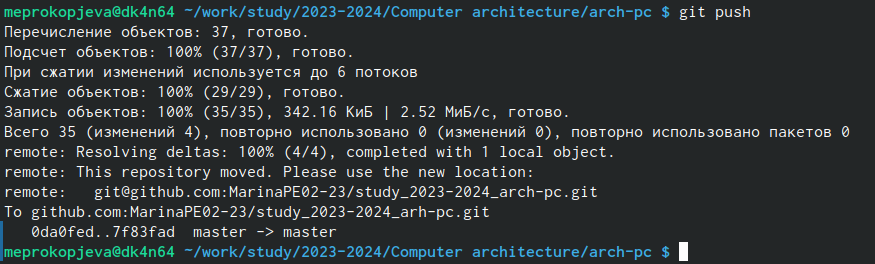 meprokopjeva@dk4n64 ~/work/study/2023-2024/Computer architecture/arch-pc $ git push
Перечисление объектов: 37, готово.
Подсчет объектов: 100% (37/37), готово.
При сжатии изменений используется до 6 потоков
Сжатие объектов: 100% (29/29), готово.
Запись объектов: 100% (35/35), 342.16 КиБ | 2.52 МиБ/с, готово.
Всего 35 (изменений 4), повторно использовано 0 (изменений 0), повторно использовано пакетов 0
remote: Resolving deltas: 100% (4/4), completed with 1 local object.
remote: This repository moved. Please use the new location:
remote:   git@github.com:MarinaPE02-23/study_2023-2024_arch-pc.git
To github.com:MarinaPE02-23/study_2023-2024_arh-pc.git
   0da0fed..7f83fad  master -> master
meprokopjeva@dk4n64 ~/work/study/2023-2024/Computer architecture/arch-pc $